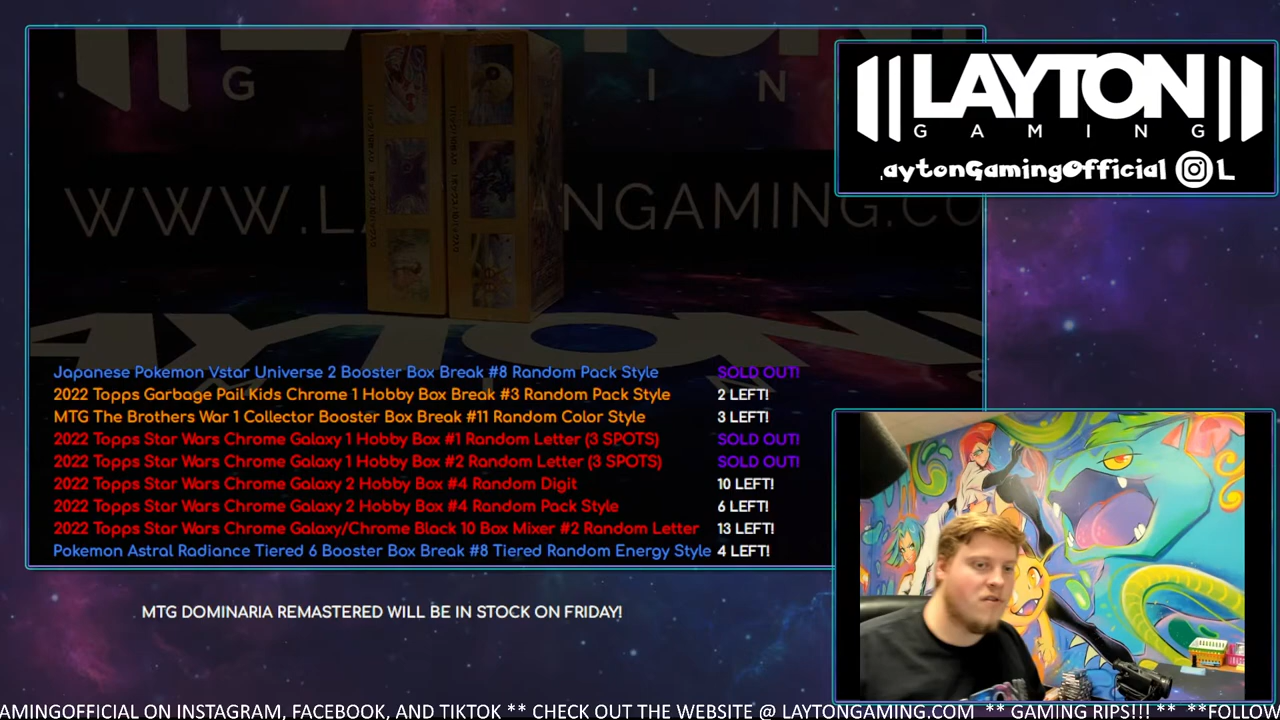 G I N
WWW.LA NGAMING.CO
LAYTON
GAMING
aytonGamingOfficial L
Japanese Pokemon Vstar Universe 2 Booster Box Break #8 Random Pack Style SOLD OUT!
2022 Topps Garbage Pail Kids Chrome 1 Hobby Box Break #3 Random Pack Style 2 LEFT!
MTG The Brothers War 1 Collector Booster Box Break #11 Random Color Style 3 LEFT!
2022 Topps Star Wars Chrome Galaxy 1 Hobby Box #1 Random Letter (3 SPOTS) SOLD OUT!
2022 Topps Star Wars Chrome Galaxy 1 Hobby Box #2 Random Letter (3 SPOTS) SOLD OUT!
2022 Topps Star Wars Chrome Galaxy 2 Hobby Box #4 Random Digit 10 LEFT!
2022 Topps Star Wars Chrome Galaxy 2 Hobby Box #4 Random Pack Style 6 LEFT!
2022 Topps Star Wars Chrome Galaxy/Chrome Black 10 Box Mixer #2 Random Letter 13 LEFT!
Pokemon Astral Radiance Tiered 6 Booster Box Break #8 Tiered Random Energy Style 4 LEFT!
MTG DOMINARIA REMASTERED WILL BE IN STOCK ON FRIDAY!
AMINGOFFICIAL ON INSTAGRAM, FACEBOOK, AND TIKTOK ** CHECK OUT THE WEBSITE @ LAYTONGAMING.COM ** GAMING RIPS!!! ** **FOLLOW